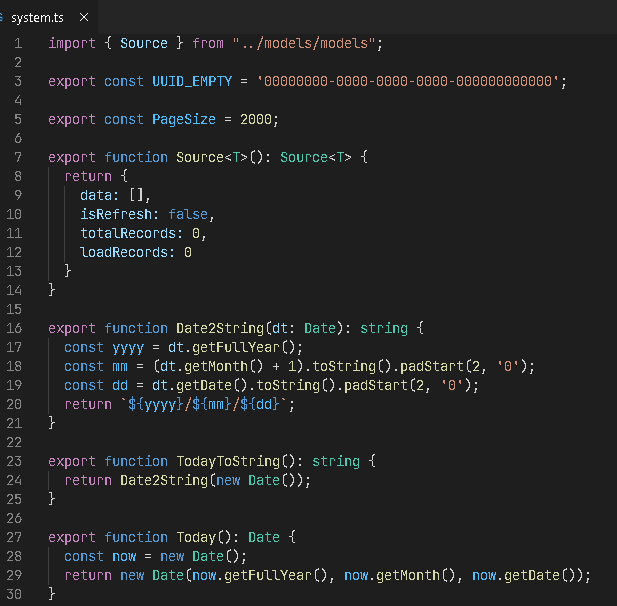 system.ts
1 import { Source } from "../models/models";
2
3 export const UUID_EMPTY = '00000000-0000-0000-0000-000000000000';
4
5 export const PageSize = 2000;
6
7 export function Source<T>(): Source<T> {
8   return {
9     data: [],
10     isRefresh: false,
11     totalRecords: 0,
12     loadRecords: 0
13   }
14 }
15
16 export function Date2String(dt: Date): string {
17   const yyyy = dt.getFullYear();
18   const mm = (dt.getMonth() + 1).toString().padStart(2, '0');
19   const dd = dt.getDate().toString().padStart(2, '0');
20   return `${yyyy}/${mm}/${dd}`;
21 }
22
23 export function TodayToString(): string {
24   return Date2String(new Date());
25 }
26
27 export function Today(): Date {
28   const now = new Date();
29   return new Date(now.getFullYear(), now.getMonth(), now.getDate());
30 }